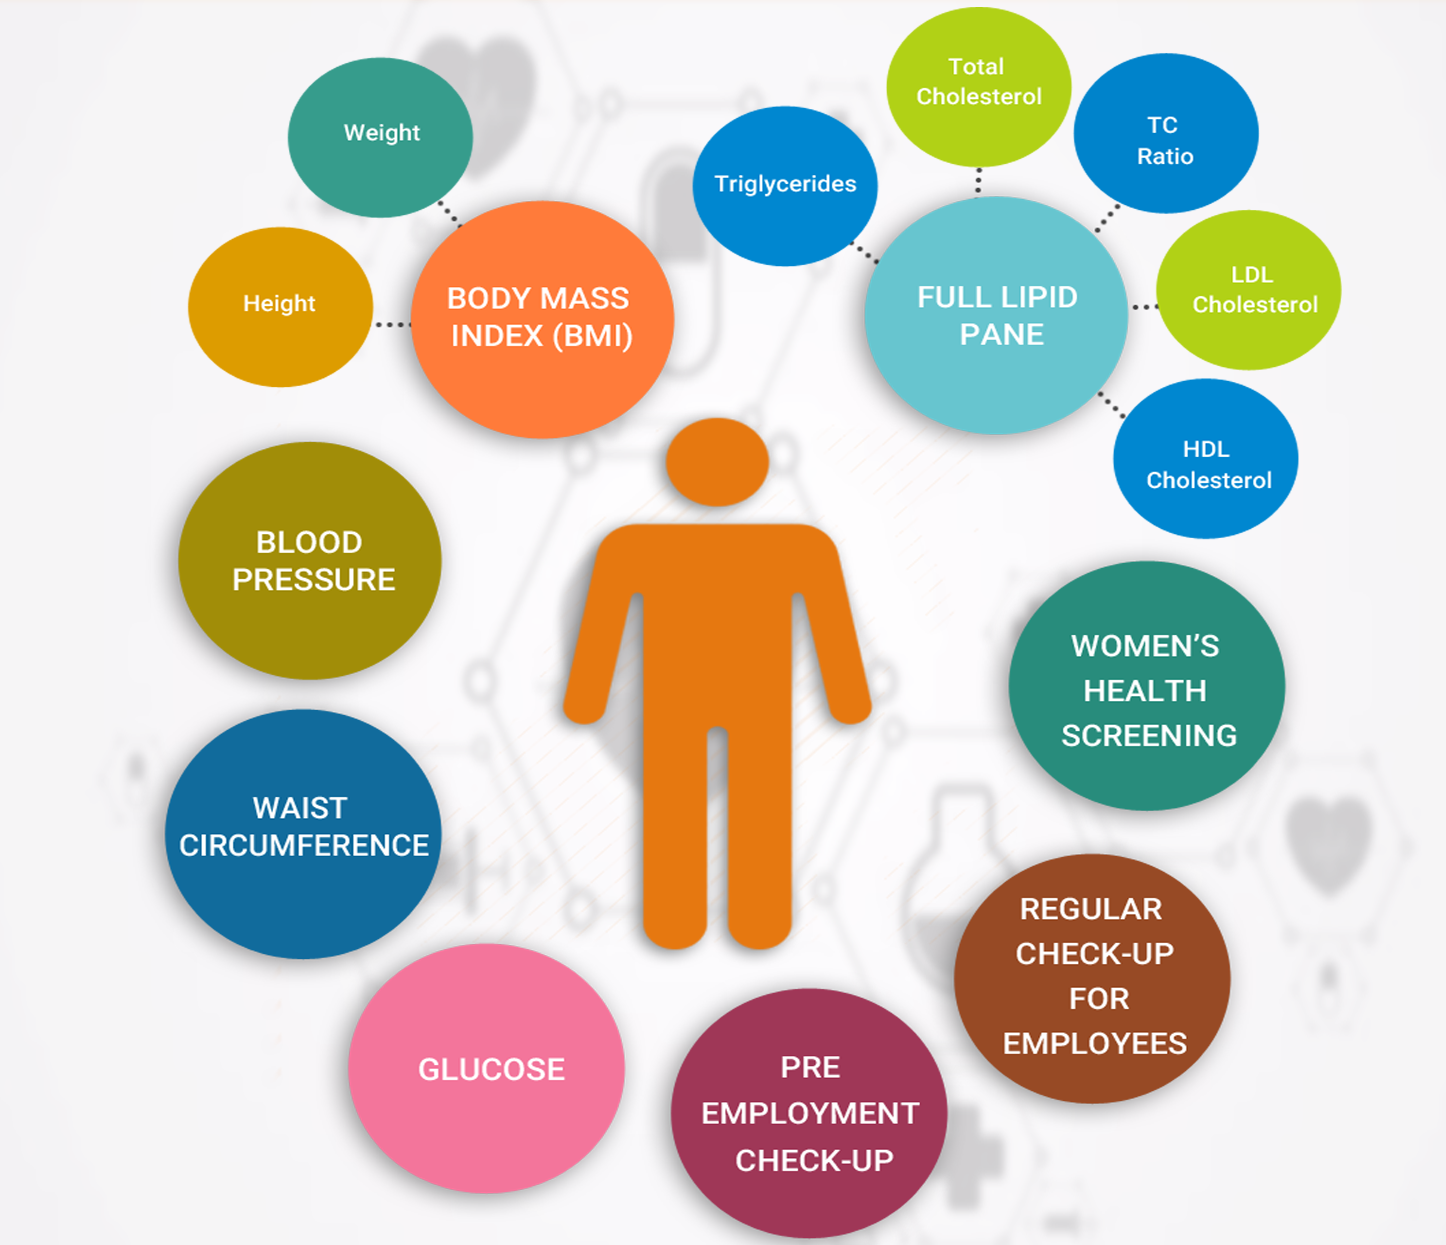 Weight
Height
BODY MASS
INDEX (BMI)
Triglycerides
Total
Cholesterol
TC
Ratio
LDL
Cholesterol
HDL
Cholesterol
FULL LIPID
PANE
BLOOD
PRESSURE
WAIST
CIRCUMFERENCE
GLUCOSE
PRE
EMPLOYMENT
CHECK-UP
REGULAR
CHECK-UP
FOR
EMPLOYEES
WOMEN’S
HEALTH
SCREENING